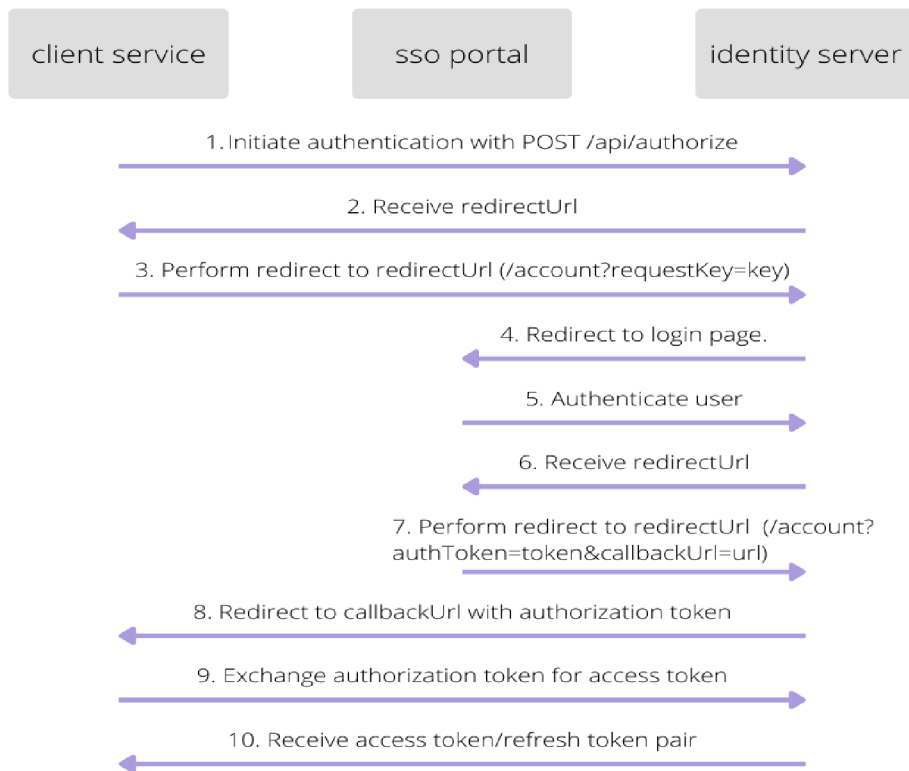 client service
sso portal
identity server
1. Initiate authentication with POST /api/authorize
2. Receive redirectUrl
3. Perform redirect to redirectUrl (/account?requestKey=key)
4. Redirect to login page.
5. Authenticate user
6. Receive redirectUrl
7. Perform redirect to redirectUrl (/account?
authToken=token&callbackUrl=url)
8. Redirect to callbackUrl with authorization token
9. Exchange authorization token for access token
10. Receive access token/refresh token pair